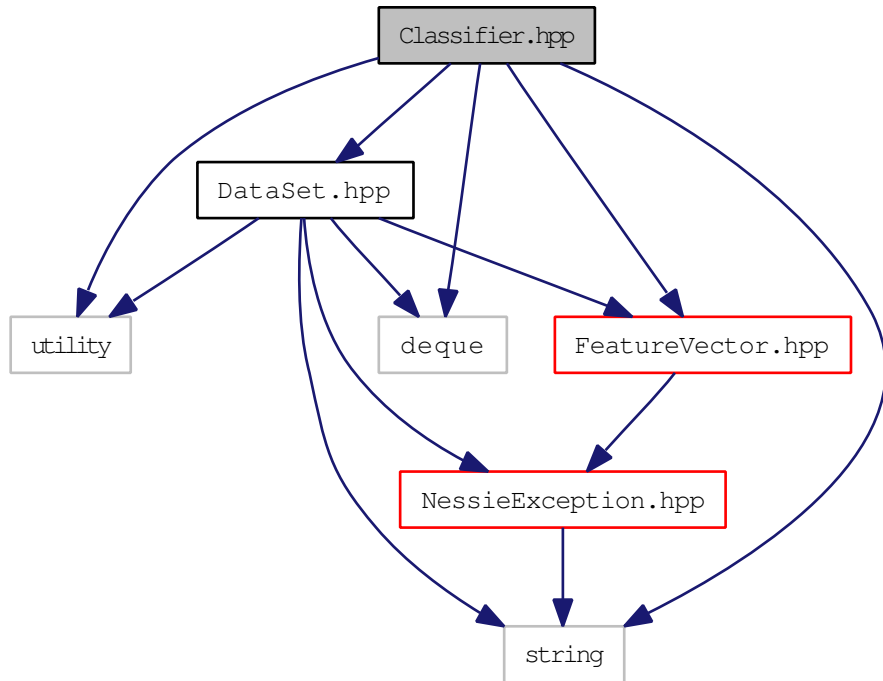 Classifier.hpp
DataSet.hpp
utility
deque
FeatureVector.hpp
NessieException.hpp
string